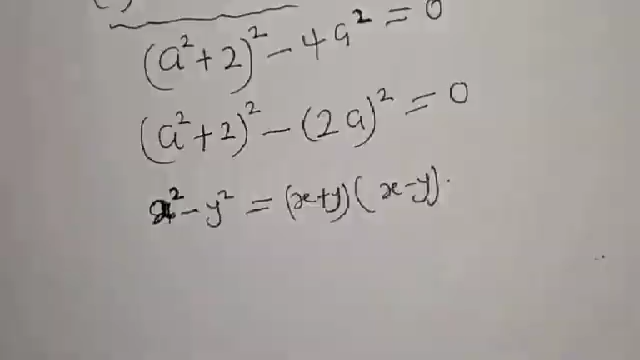 (a²+2)² - 4a² = 0
(a²+2)² - (2a)² = 0
x² - y² = (x+y)(x-y).